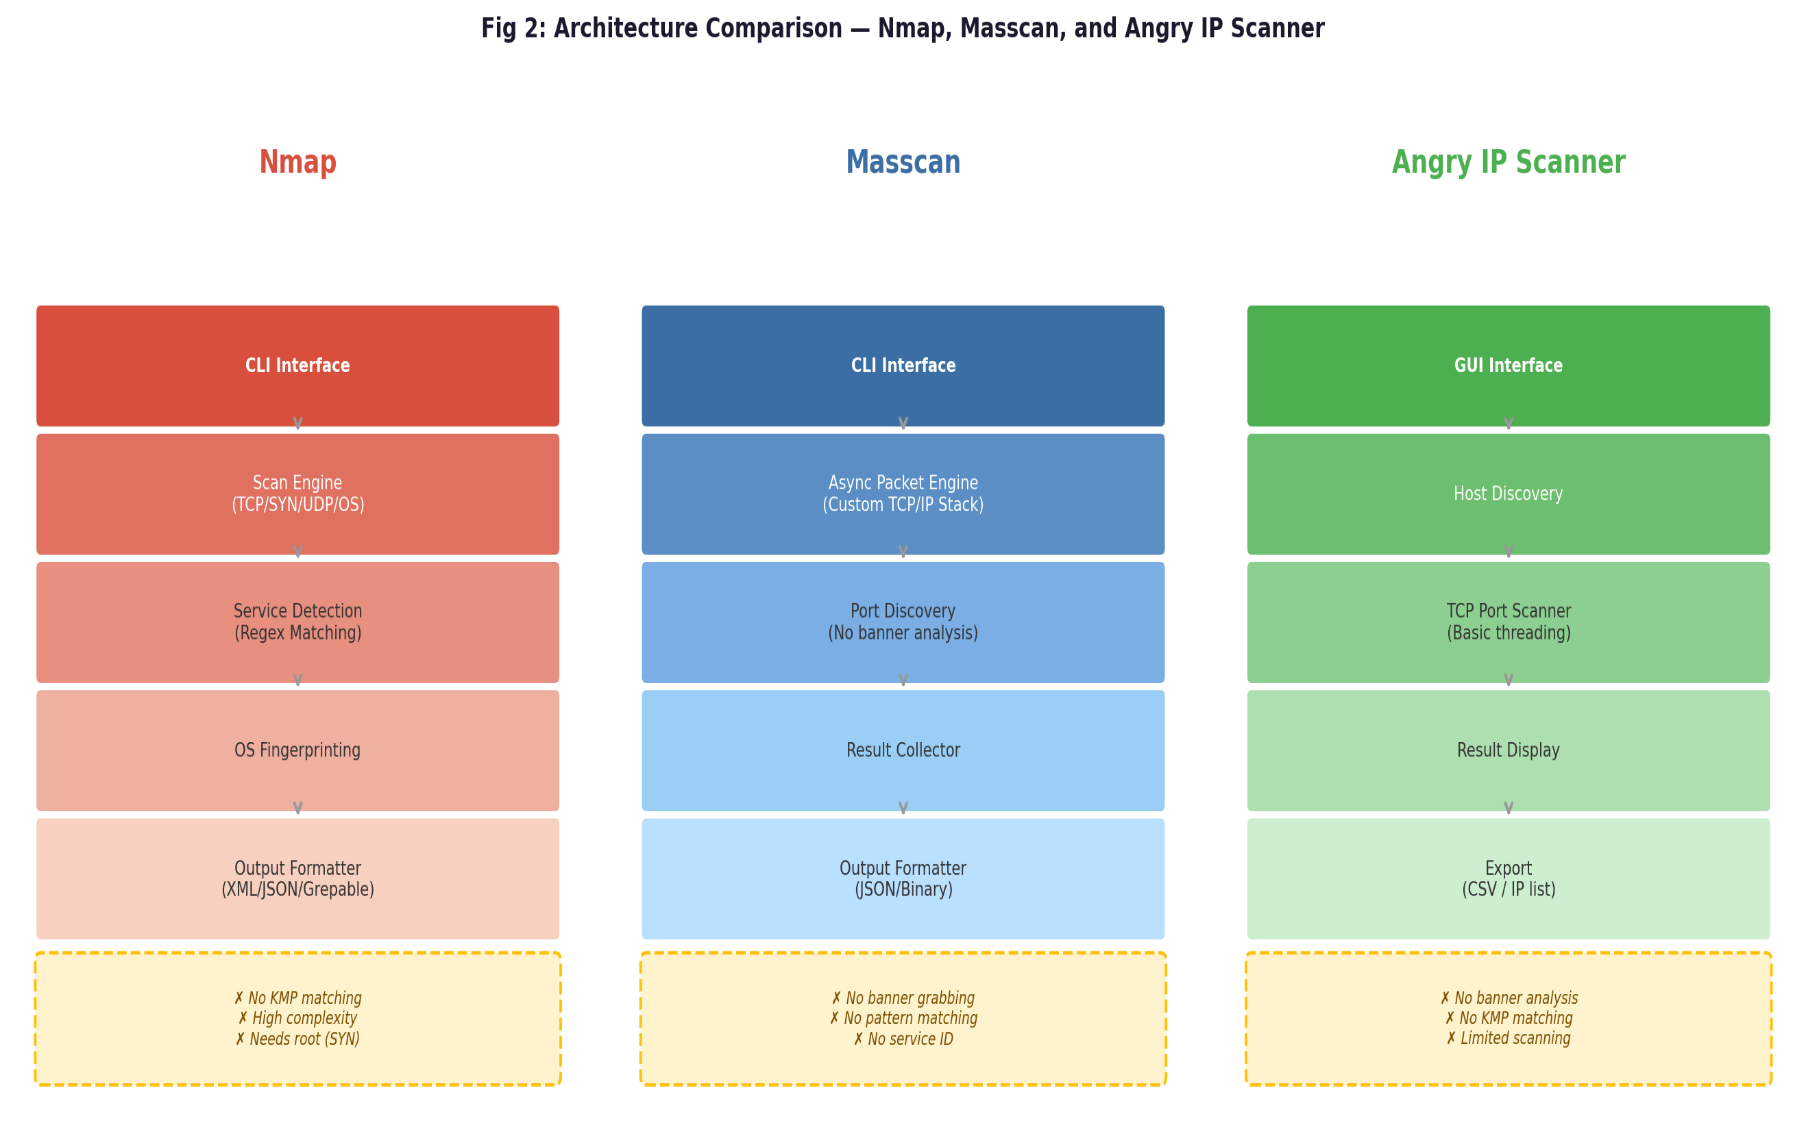 Fig 2: Architecture Comparison — Nmap, Masscan, and Angry IP Scanner
Nmap
CLI Interface
Scan Engine
(TCP/SYN/UDP/OS)
Service Detection
(Regex Matching)
OS Fingerprinting
Output Formatter
(XML/JSON/Grepable)
✗ No KMP matching
✗ High complexity
✗ Needs root (SYN)
Masscan
CLI Interface
Async Packet Engine
(Custom TCP/IP Stack)
Port Discovery
(No banner analysis)
Result Collector
Output Formatter
(JSON/Binary)
✗ No banner grabbing
✗ No pattern matching
✗ No service ID
Angry IP Scanner
GUI Interface
Host Discovery
TCP Port Scanner
(Basic threading)
Result Display
Export
(CSV / IP list)
✗ No banner analysis
✗ No KMP matching
✗ Limited scanning